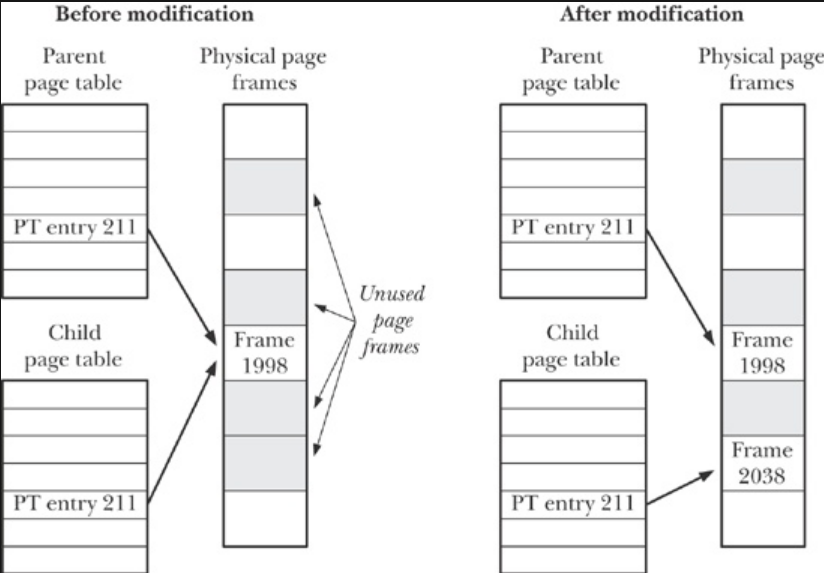 Before modification
Parent
page table
Physical page
frames
PT entry 211
Frame
1998
Unused
page
frames
Child
page table
PT entry 211
After modification
Parent
page table
Physical page
frames
PT entry 211
Frame
1998
Child
page table
Frame
2038
PT entry 211